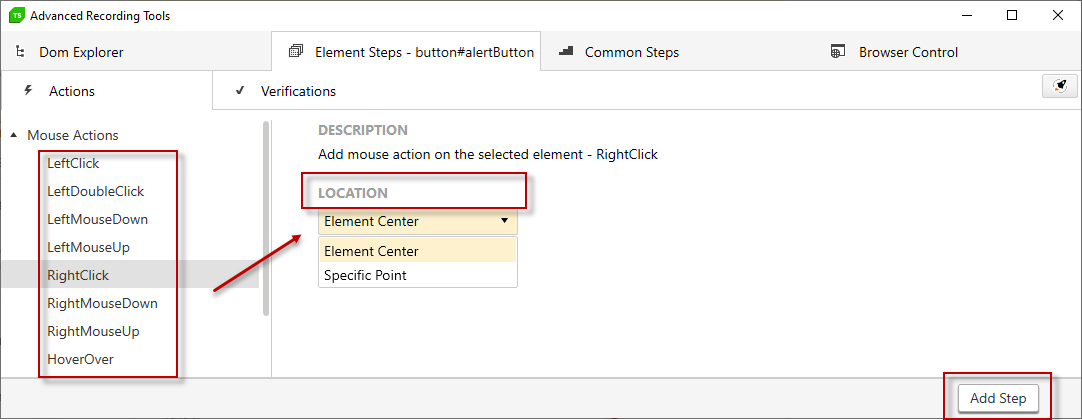 TS Advanced Recording Tools
Dom Explorer
Element Steps - button#alertButton
Common Steps
Browser Control
Actions
Verifications
Mouse Actions
LeftClick
LeftDoubleClick
LeftMouseDown
LeftMouseUp
RightClick
RightMouseDown
RightMouseUp
HoverOver
DESCRIPTION
Add mouse action on the selected element - RightClick
LOCATION
Element Center
Element Center
Specific Point
Add Step